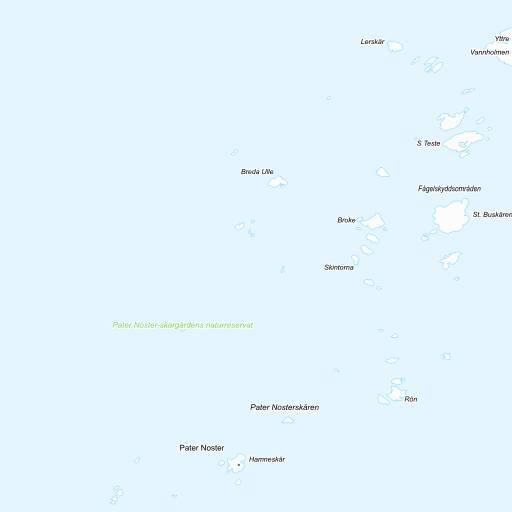 Yttre
Lerskär
Vannholmen
S Teste
Breda Ulle
Fågelskyddsområden
St. Buskären
Broke
Skintorna
Pater Noster-skärgårdens naturreservat
Rön
Pater Nosterskären
Pater Noster
Hamneskär